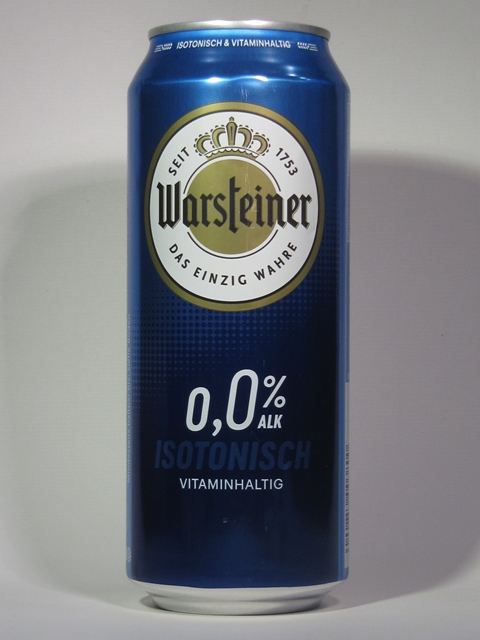 ISOTONISCH & VITAMINHALTIG
SEIT 1753
Warsteiner
DAS EINZIG WAHRE
0,0%
ALK
ISOTONISCH
VITAMINHALTIG